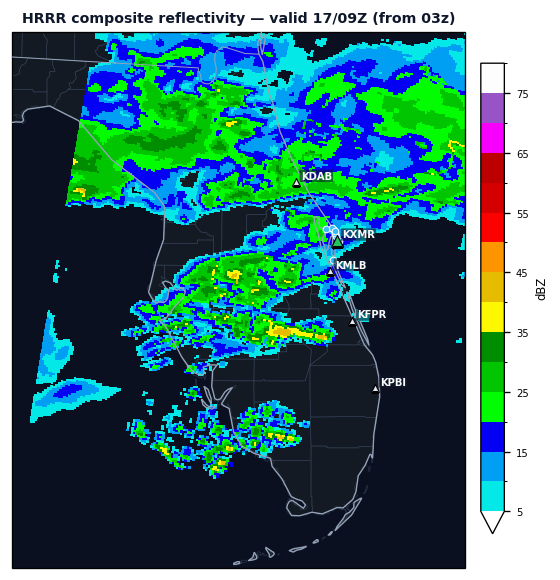 HRRR composite reflectivity — valid 17/09Z (from 03z)
KDAB
KXMR
KMLB
KFPR
KPBI
75
65
55
45
35
25
15
5
dBZ